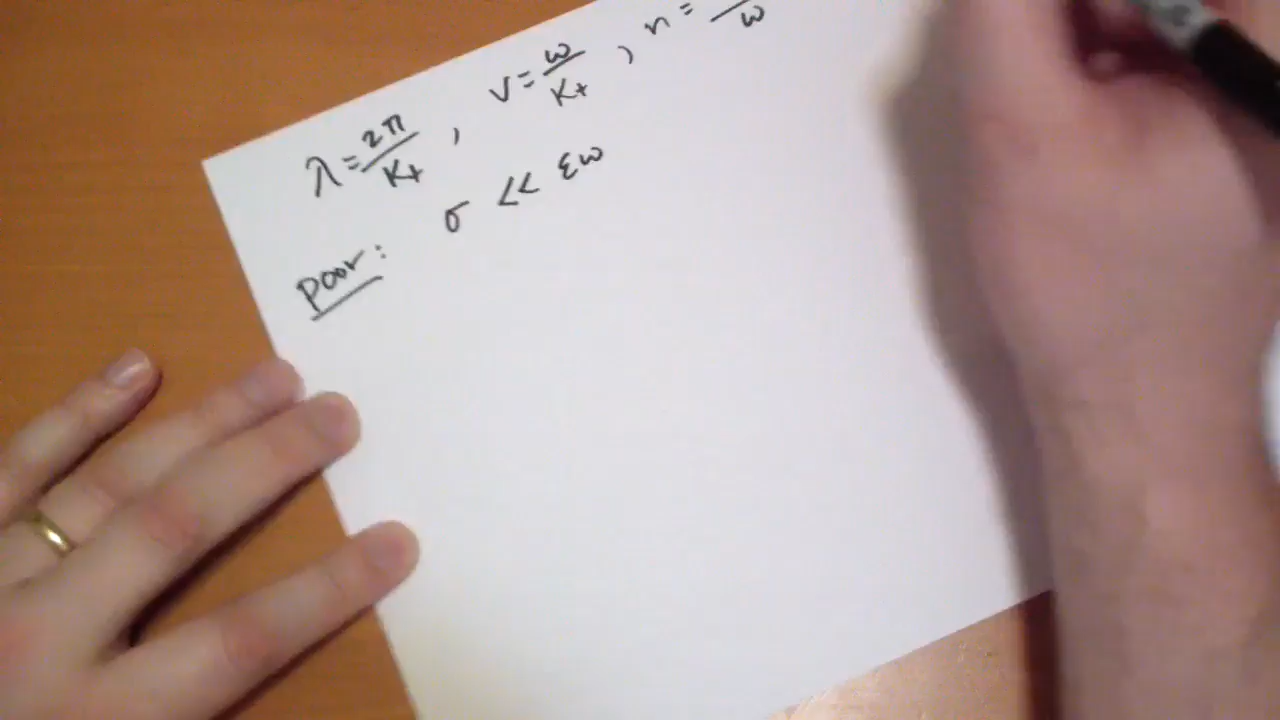 λ = 2π/K+ , v = ω/K+ , n = /ω
poor: σ << εω